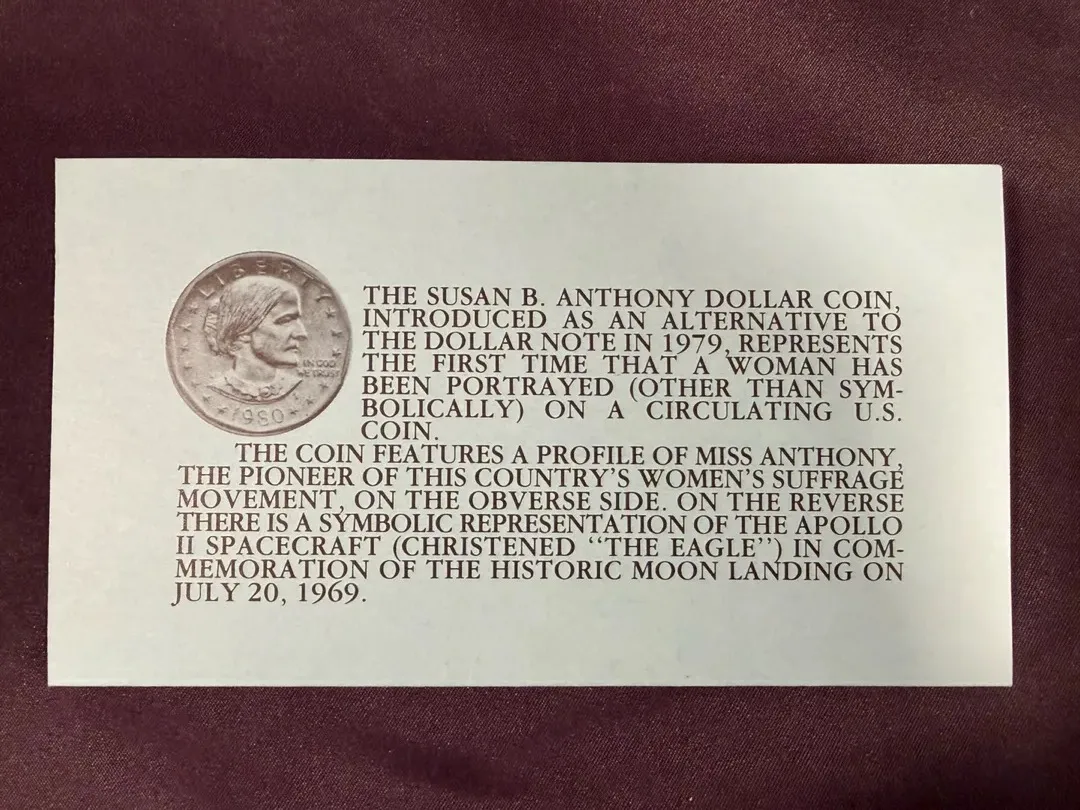 LIBERTY
IN GOD
WE TRUST
1980
THE SUSAN B. ANTHONY DOLLAR COIN,
INTRODUCED AS AN ALTERNATIVE TO
THE DOLLAR NOTE IN 1979, REPRESENTS
THE FIRST TIME THAT A WOMAN HAS
BEEN PORTRAYED (OTHER THAN SYM-
BOLICALLY) ON A CIRCULATING U.S.
COIN.
THE COIN FEATURES A PROFILE OF MISS ANTHONY,
THE PIONEER OF THIS COUNTRY'S WOMEN'S SUFFRAGE
MOVEMENT, ON THE OBVERSE SIDE. ON THE REVERSE
THERE IS A SYMBOLIC REPRESENTATION OF THE APOLLO
II SPACECRAFT (CHRISTENED “THE EAGLE”) IN COM-
MEMORATION OF THE HISTORIC MOON LANDING ON
JULY 20, 1969.